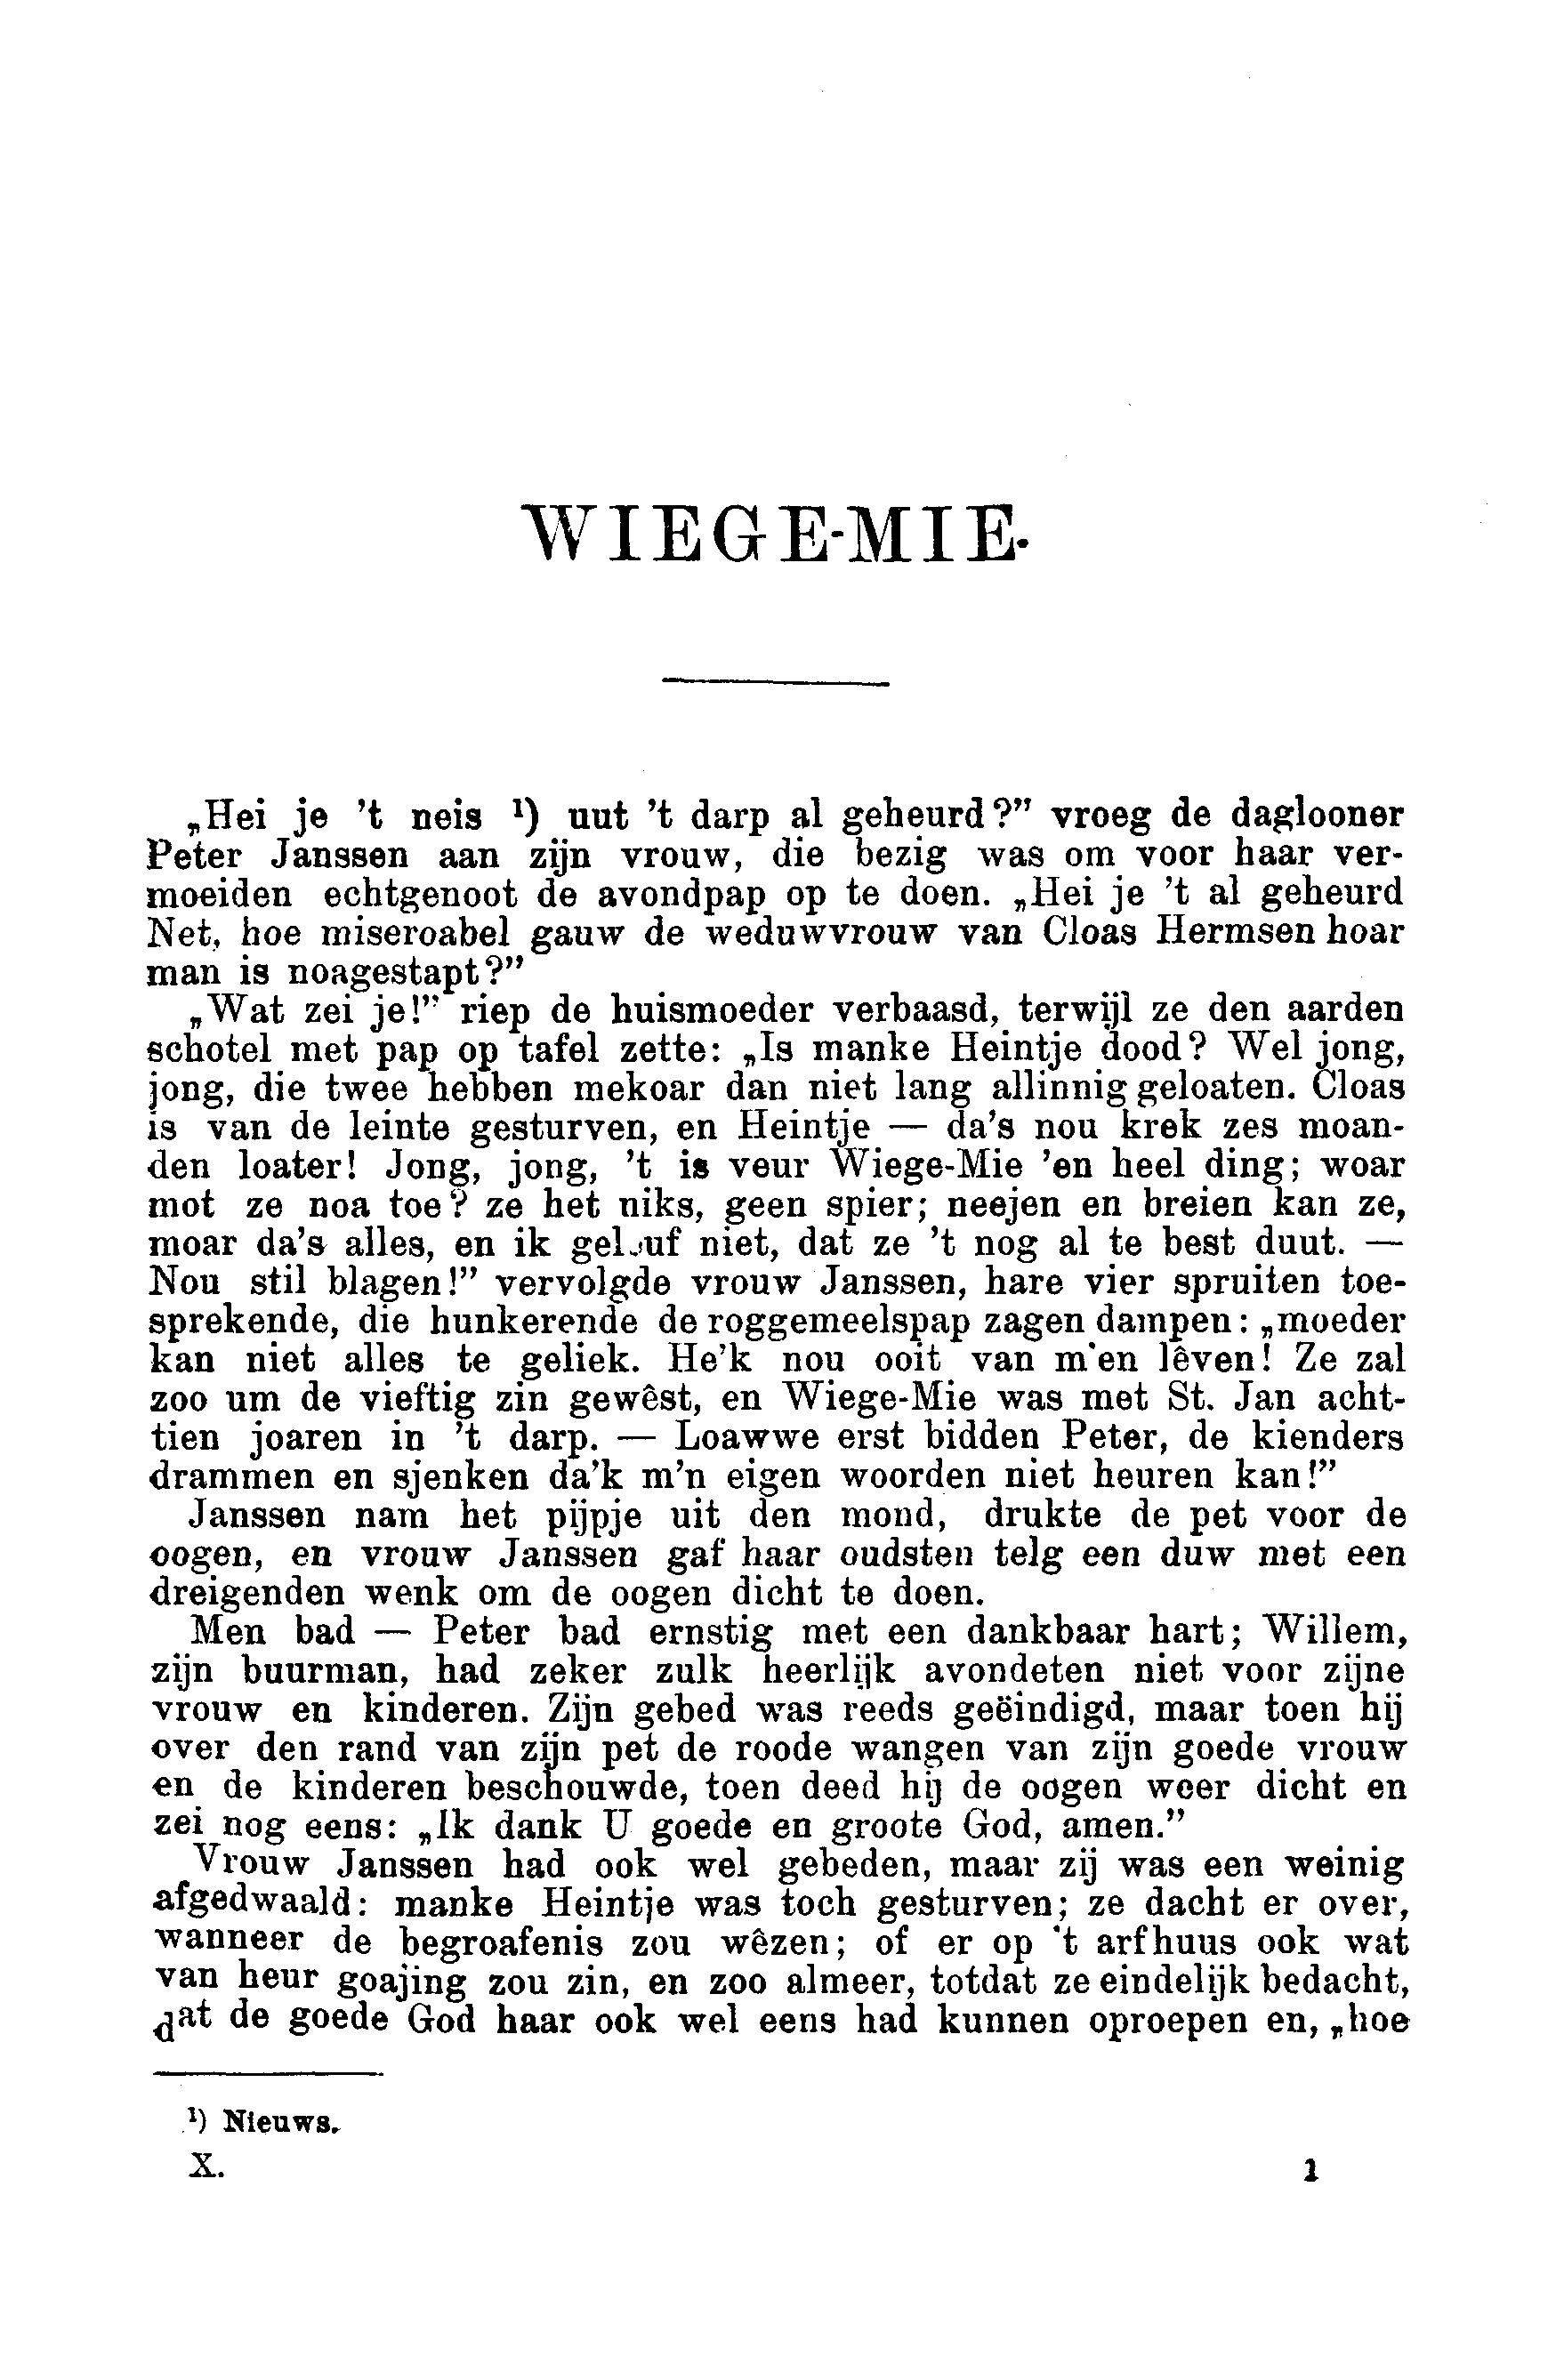 WIEGE-MIE.
„Hei je 't neis ¹) uut 't darp al geheurd?” vroeg de daglooner
Peter Janssen aan zijn vrouw, die bezig was om voor haar ver-
moeiden echtgenoot de avondpap op te doen. „Hei je 't al geheurd
Net, hoe miseroabel gauw de weduwvrouw van Cloas Hermsen hoar
man is noagestapt?”
„Wat zei je!” riep de huismoeder verbaasd, terwijl ze den aarden
schotel met pap op tafel zette: „Is manke Heintje dood? Wel jong,
jong, die twee hebben mekoar dan niet lang allinnig geloaten. Cloas
is van de leinte gesturven, en Heintje — da's nou krek zes moan-
den loater! Jong, jong, 't is veur Wiege-Mie 'en heel ding; woar
mot ze noa toe? ze het niks, geen spier; neejen en breien kan ze,
moar da's alles, en ik geluuf niet, dat ze 't nog al te best duut. —
Nou stil blagen!” vervolgde vrouw Janssen, hare vier spruiten toe-
sprekende, die hunkerende de roggemeelspap zagen dampen: „moeder
kan niet alles te geliek. He'k nou ooit van m'en lêven! Ze zal
zoo um de vieftig zin gewêst, en Wiege-Mie was met St. Jan acht-
tien joaren in 't darp. — Loawwe erst bidden Peter, de kienders
drammen en sjenken da'k m'n eigen woorden niet heuren kan!”
Janssen nam het pijpje uit den mond, drukte de pet voor de
oogen, en vrouw Janssen gaf haar oudsten telg een duw met een
dreigenden wenk om de oogen dicht te doen.
Men bad — Peter bad ernstig met een dankbaar hart; Willem,
zijn buurman, had zeker zulk heerlijk avondeten niet voor zijne
vrouw en kinderen. Zijn gebed was reeds geëindigd, maar toen hij
over den rand van zijn pet de roode wangen van zijn goede vrouw
en de kinderen beschouwde, toen deed hij de oogen weer dicht en
zei nog eens: „Ik dank U goede en groote God, amen.”
Vrouw Janssen had ook wel gebeden, maar zij was een weinig
afgedwaald: manke Heintje was toch gesturven; ze dacht er over,
wanneer de begroafenis zou wêzen; of er op 't arfhuus ook wat
van heur goajing zou zin, en zoo almeer, totdat ze eindelijk bedacht,
dat de goede God haar ook wel eens had kunnen oproepen en, „hoe
¹) Nieuws.
X. 1